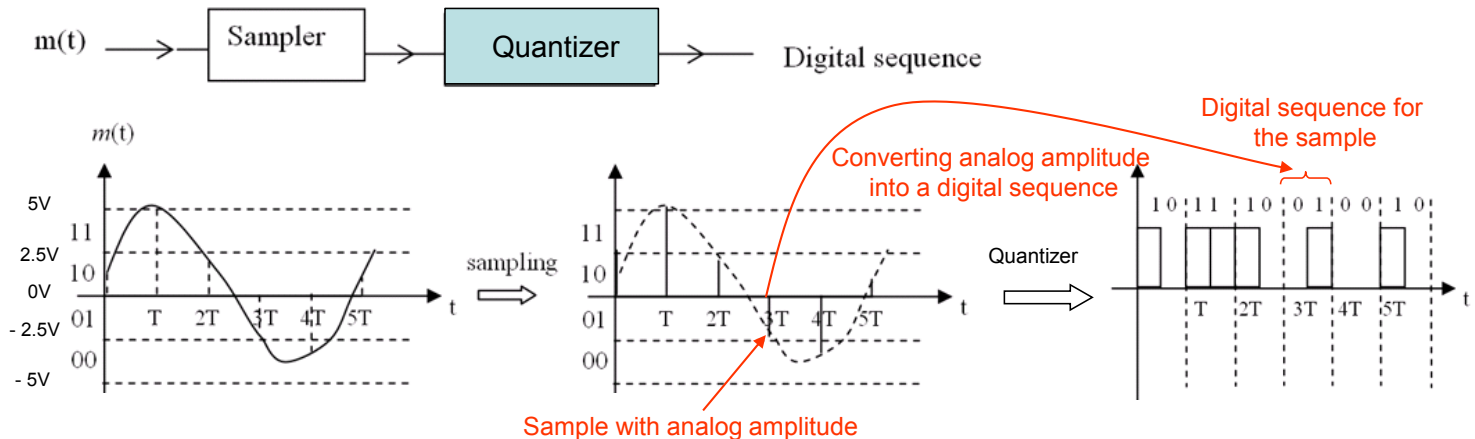 m(t)
Sampler
Quantizer
Digital sequence
Digital sequence for
the sample
Converting analog amplitude
into a digital sequence
m(t)
5V
11
2.5V
10
0V
01
- 2.5V
00
- 5V
T 2T 3T 4T 5T
t
sampling
11
10
01
00
T 2T 3T 4T 5T
t
Quantizer
1 0 1 1 1 0 0 1 0 0 1 0
T 2T 3T 4T 5T
t
Sample with analog amplitude